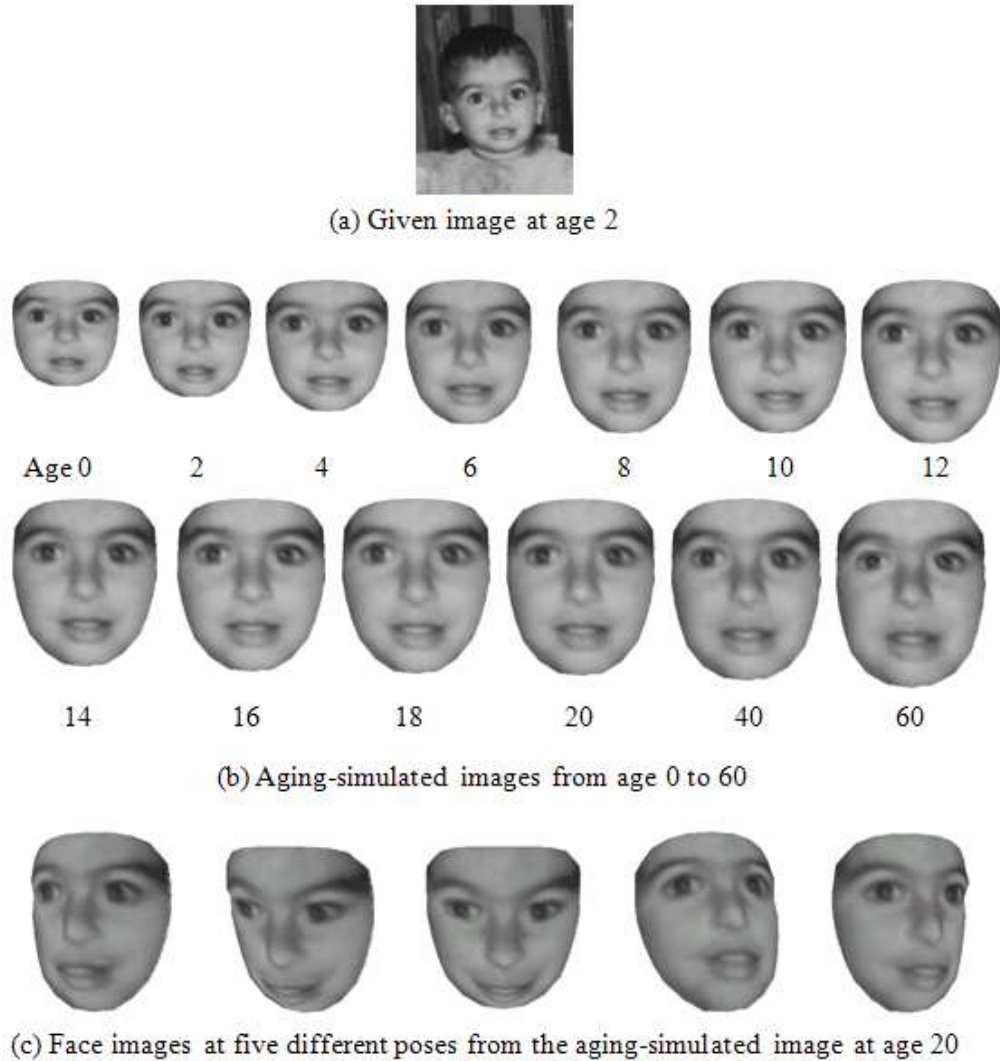 (a) Given image at age 2
Age 0 2 4 6 8 10 12
14 16 18 20 40 60
(b) Aging-simulated images from age 0 to 60
(c) Face images at five different poses from the aging-simulated image at age 20